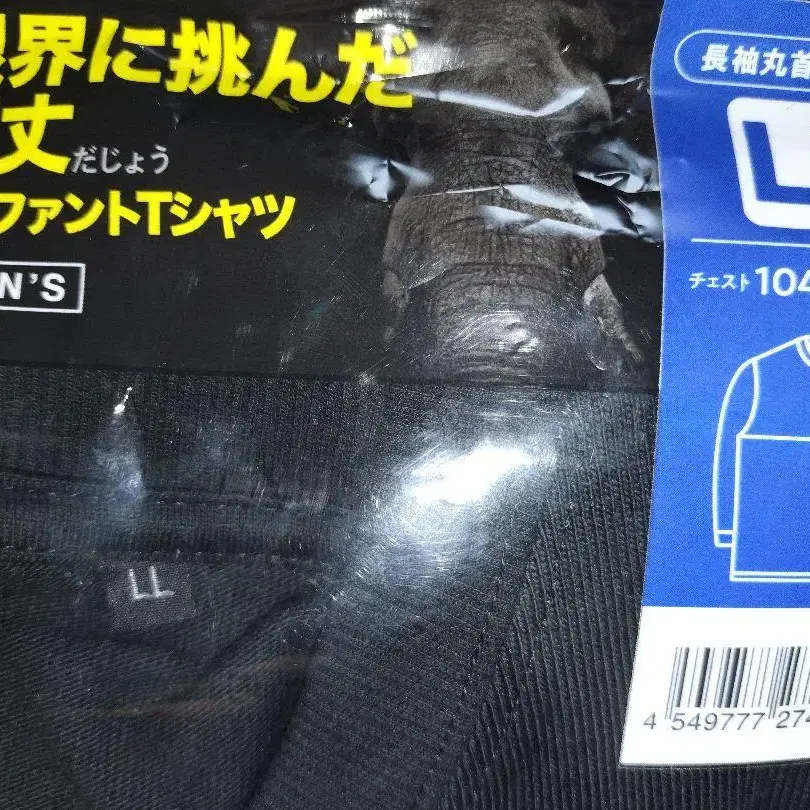 界に挑んだ
丈だじょう
ファントTシャツ
N'S
長袖丸首
L
チェスト104
LL
4 549777 27